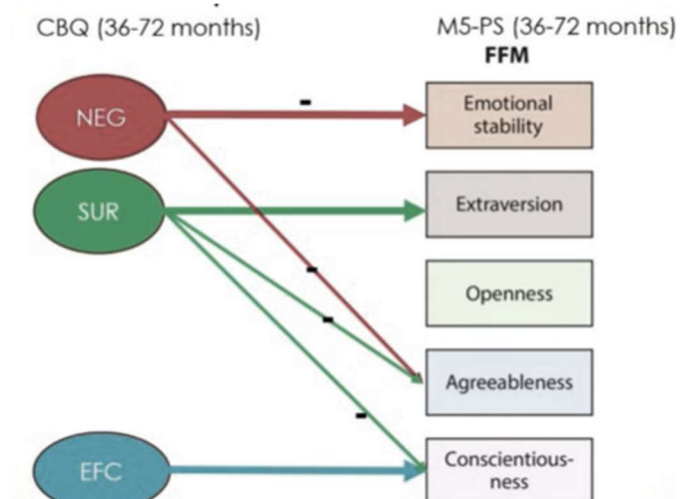 CBQ (36-72 months)
M5-PS (36-72 months)
FFM
NEG
-
Emotional
stability
SUR
Extraversion
-
Openness
-
Agreeableness
-
EFC
Conscientious-
ness